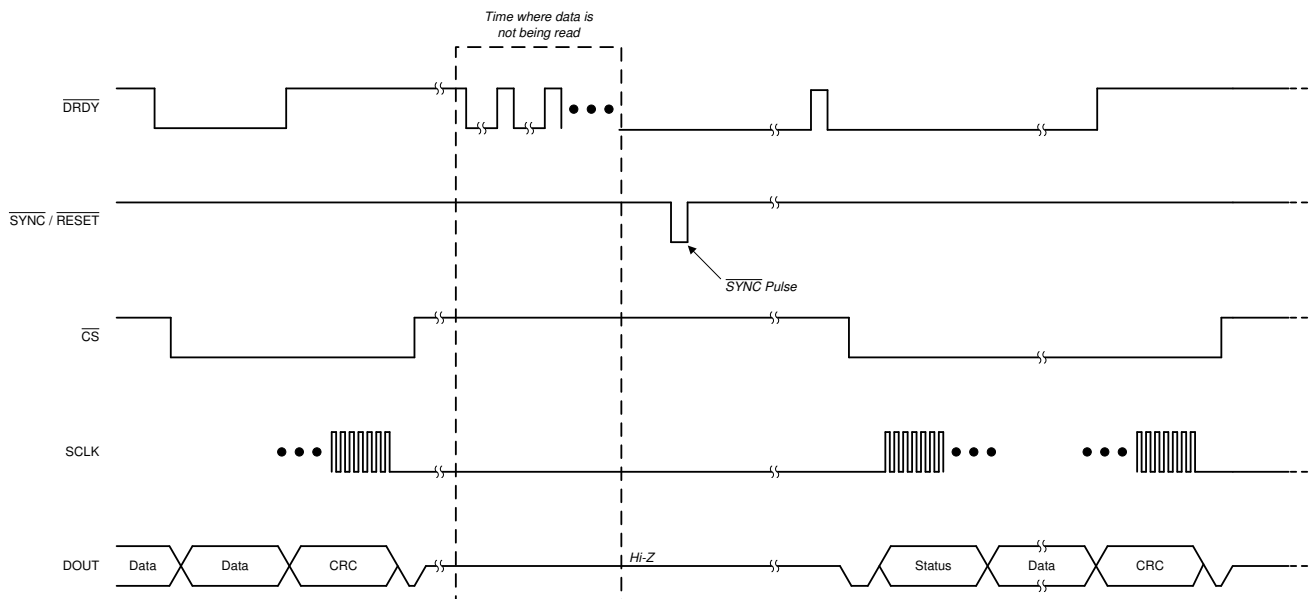 Time where data is
not being read
DRDY
SYNC / RESET
SYNC Pulse
CS
SCLK
DOUT
Data
Data
CRC
Hi-Z
Status
Data
CRC